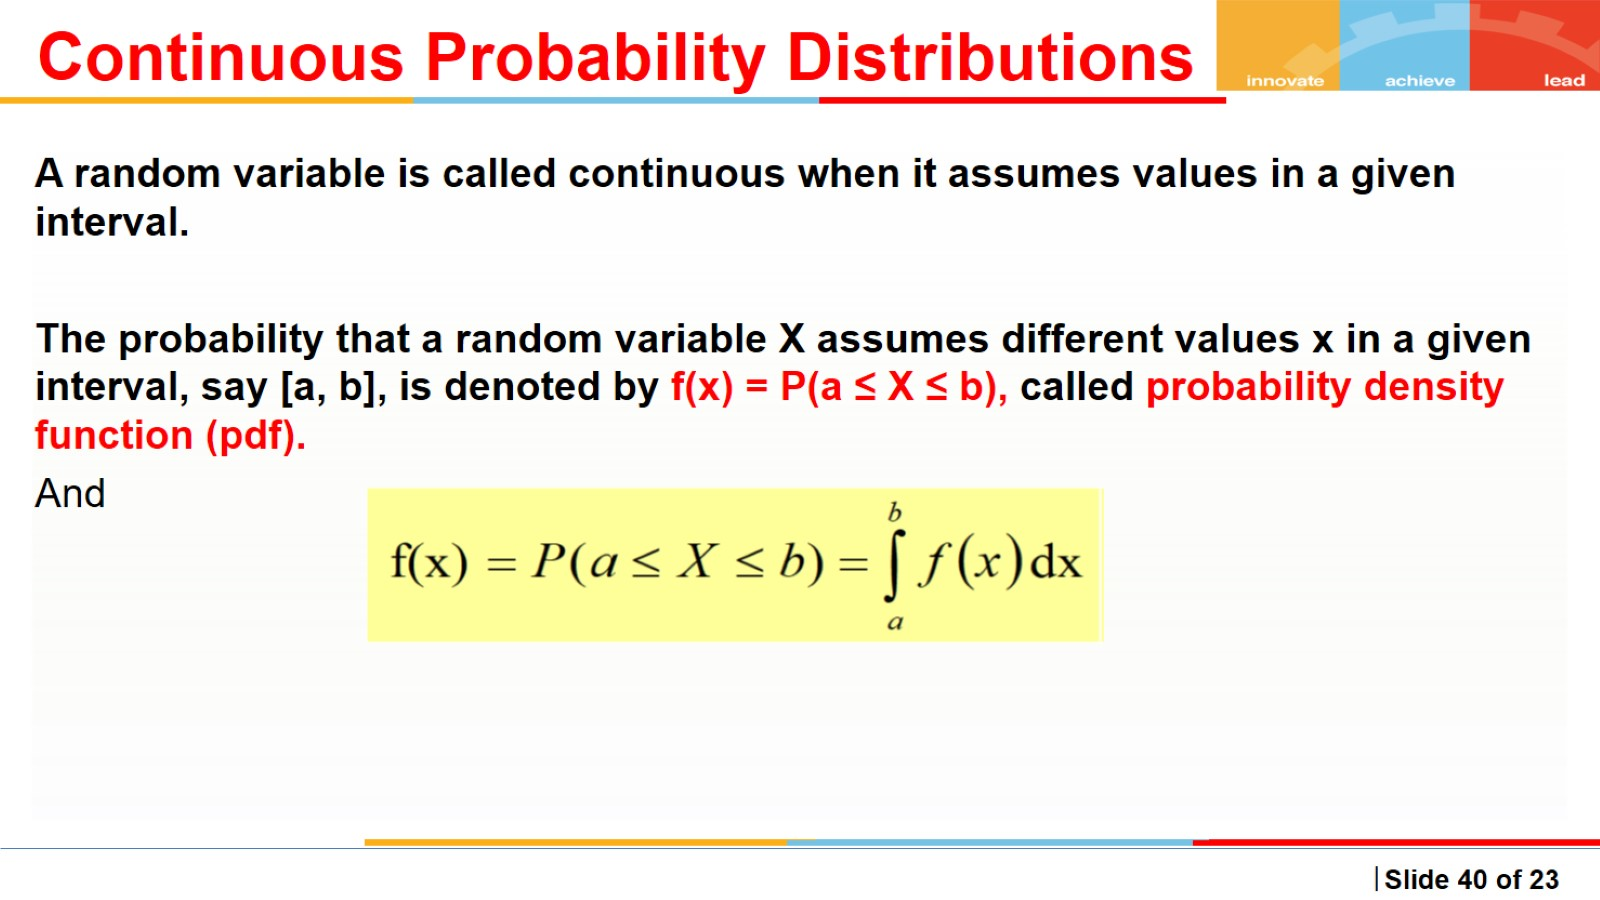 Continuous Probability Distributions
innovate achieve lead
A random variable is called continuous when it assumes values in a given
interval.
The probability that a random variable X assumes different values x in a given
interval, say [a, b], is denoted by f(x) = P(a ≤ X ≤ b), called probability density
function (pdf).
And
f(x) = P(a ≤ X ≤ b) = ∫_a^b f(x)dx
Slide 40 of 23